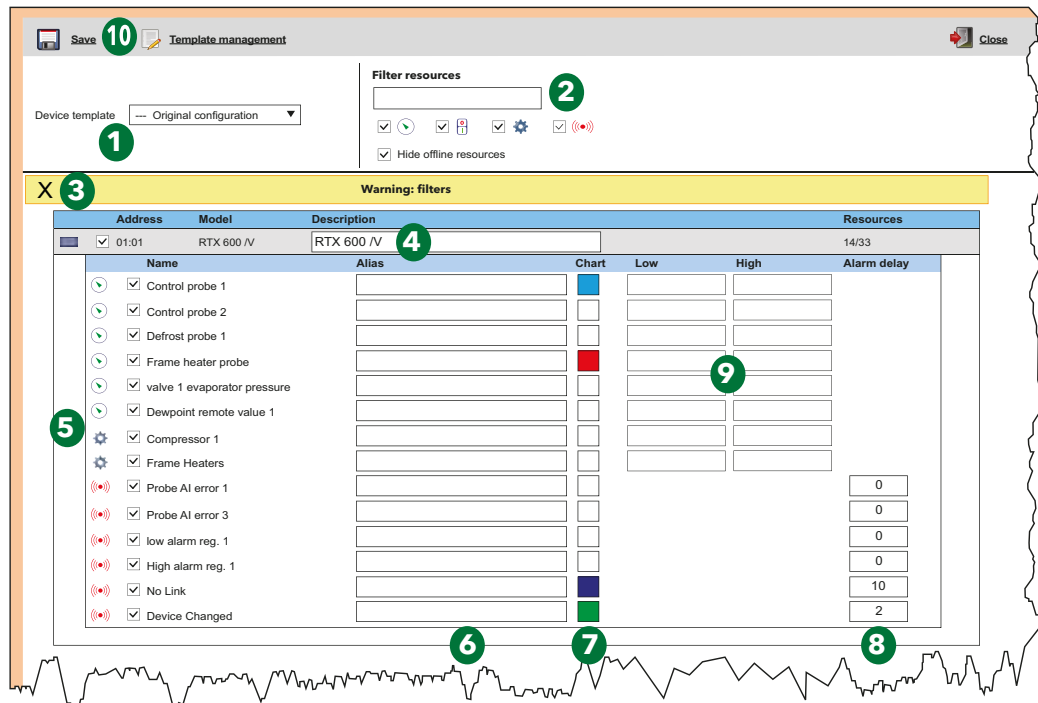 Save 10 Template management Close
Filter resources
2
Device template --- Original configuration
1
Hide offline resources
X 3 Warning: filters
Address Model Description Resources
01:01 RTX 600 /V RTX 600 /V 4 14/33
Name Alias Chart Low High Alarm delay
Control probe 1
Control probe 2
Defrost probe 1
Frame heater probe
9
valve 1 evaporator pressure
Dewpoint remote value 1
5
Compressor 1
Frame Heaters
Probe AI error 1 0
Probe AI error 3 0
low alarm reg. 1 0
High alarm reg. 1 0
No Link 10
Device Changed 2
6 7 8